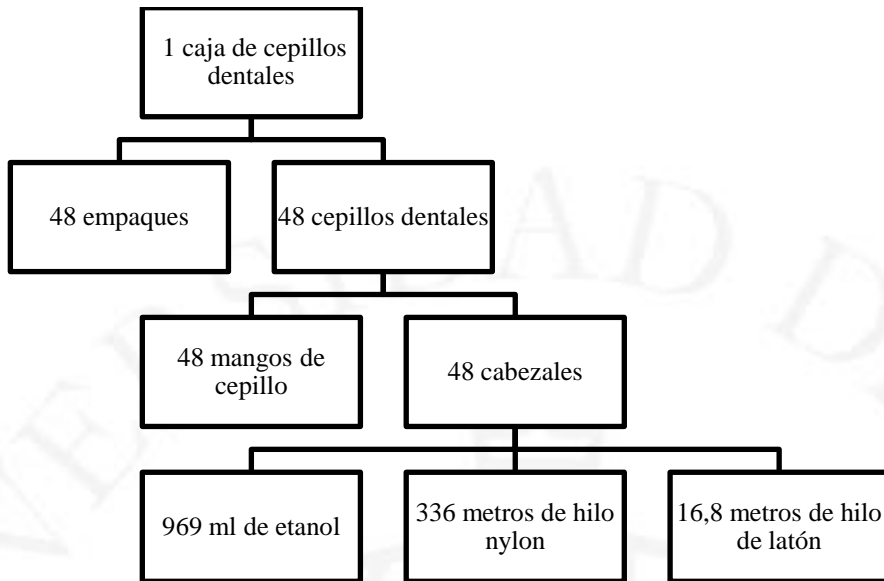 1 caja de cepillos
dentales
48 empaques
48 cepillos dentales
48 mangos de
cepillo
48 cabezales
969 ml de etanol
336 metros de hilo
nylon
16,8 metros de hilo
de latón
VERSIDAD D